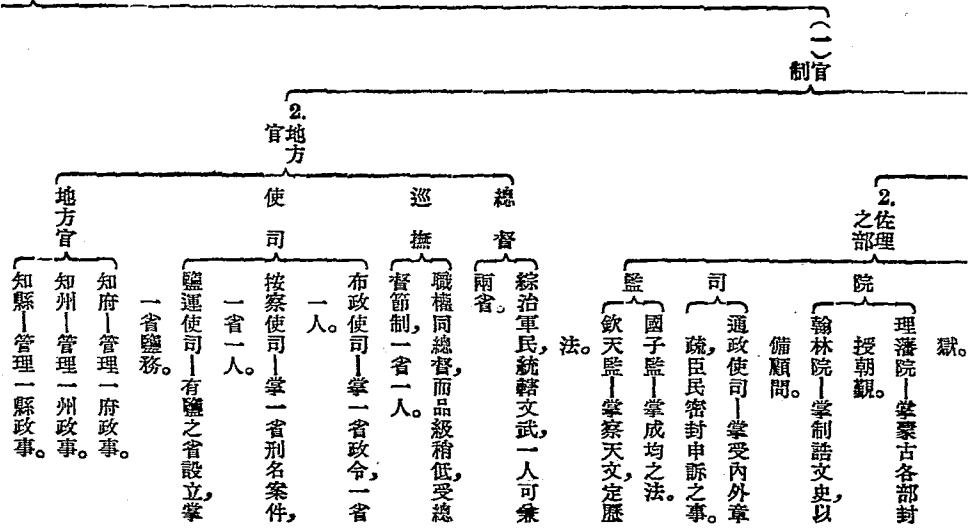 (一)官
制
2.佐理
之部
獄。
院
理藩院—掌蒙古各部封
授朝覲。
翰林院—掌制誥文史,以
備顧問。
司
通政使司—掌受內外章
疏,臣民密封申訴之事。
監
國子監—掌成均之法。
欽天監—掌察天文,定歷
法。
2.地方
官
總督
綜治軍民,統轄文武,一人可兼
兩省。
巡撫
職權同總督,而品級稍低,受總
督節制,一省一人。
使司
布政使司—掌一省政令,一省
一人。
按察使司—掌一省刑名案件,
一省一人。
鹽運使司—有鹽之省設立,掌
一省鹽務。
地方官
知府—管理一府政事。
知州—管理一州政事。
知縣—管理一縣政事。